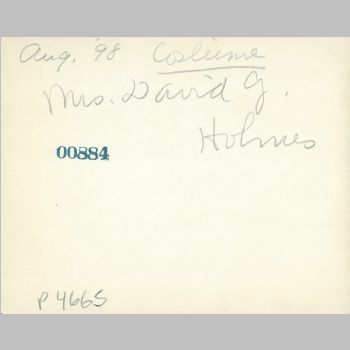 Aug. '98 Costume
Mrs. David G.
Holmes
00884
P4665